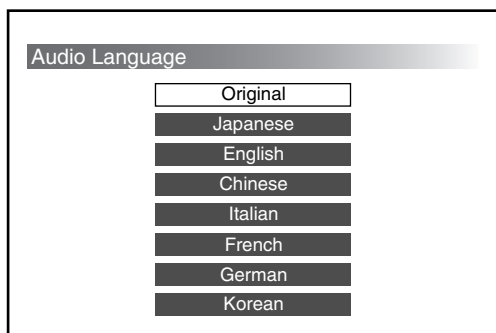 Audio Language
Original
Japanese
English
Chinese
Italian
French
German
Korean